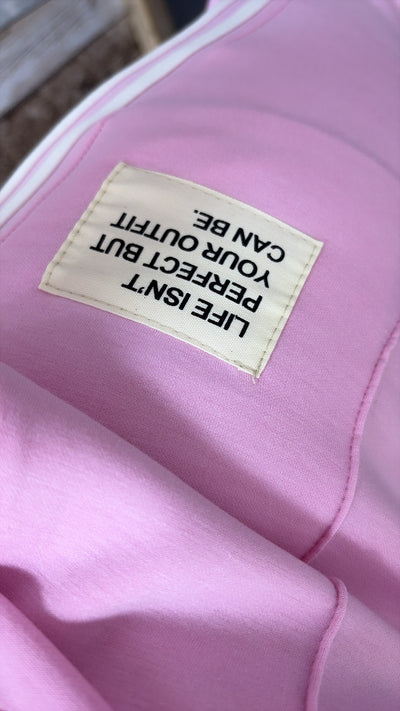 LIFE ISN'T
PERFECT BUT
YOUR OUTFIT
CAN BE.